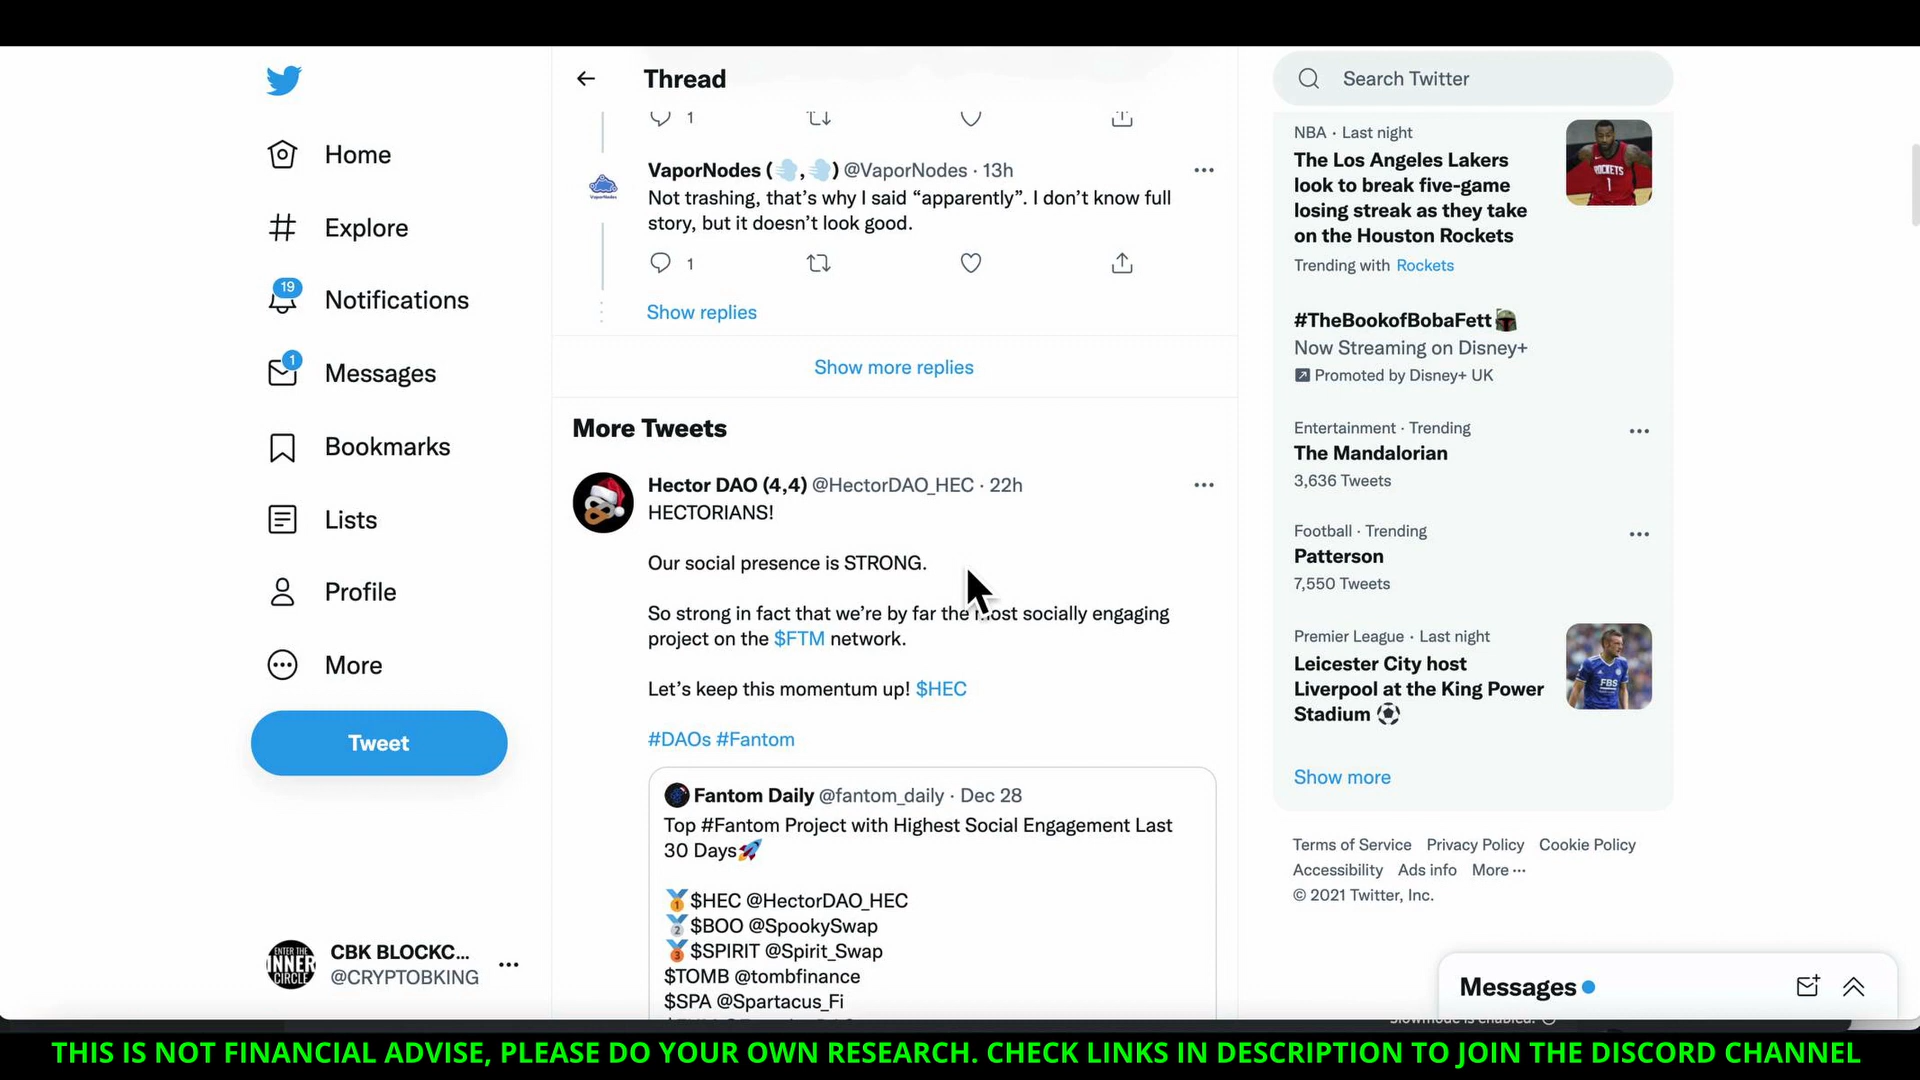 Home
Explore
19
Notifications
1
Messages
Bookmarks
Lists
Profile
More
Tweet
ENTER THE
INNER
CIRCLE
CBK BLOCKC...
@CRYPTOBKING
Thread
1
VaporNodes (💨,💨) @VaporNodes · 13h
Not trashing, that’s why I said “apparently”. I don’t know full
story, but it doesn’t look good.
1
Show replies
Show more replies
More Tweets
Hector DAO (4,4) @HectorDAO_HEC · 22h
HECTORIANS!
Our social presence is STRONG.
So strong in fact that we’re by far the most socially engaging
project on the $FTM network.
Let’s keep this momentum up! $HEC
#DAOs #Fantom
Fantom Daily @fantom_daily · Dec 28
Top #Fantom Project with Highest Social Engagement Last
30 Days🚀
🥇$HEC @HectorDAO_HEC
🥈$BOO @SpookySwap
🥉$SPIRIT @Spirit_Swap
$TOMB @tombfinance
$SPA @Spartacus_Fi
Search Twitter
NBA · Last night
The Los Angeles Lakers
look to break five-game
losing streak as they take
on the Houston Rockets
Trending with Rockets
ROCKETS
1
#TheBookofBobaFett
Now Streaming on Disney+
Promoted by Disney+ UK
Entertainment · Trending
The Mandalorian
3,636 Tweets
Football · Trending
Patterson
7,550 Tweets
Premier League · Last night
Leicester City host
Liverpool at the King Power
Stadium ⚽
FBS
Show more
Terms of Service Privacy Policy Cookie Policy
Accessibility Ads info More ···
© 2021 Twitter, Inc.
Messages
THIS IS NOT FINANCIAL ADVISE, PLEASE DO YOUR OWN RESEARCH. CHECK LINKS IN DESCRIPTION TO JOIN THE DISCORD CHANNEL